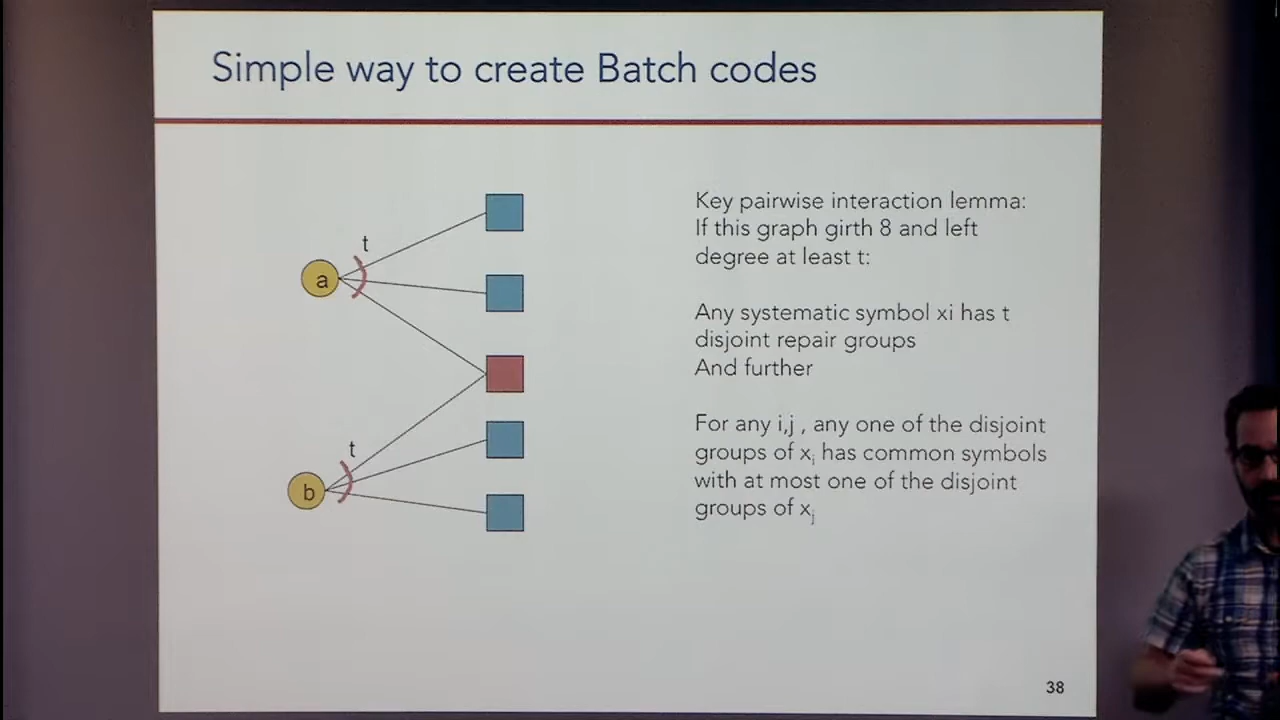 Simple way to create Batch codes
t
a
t
b
Key pairwise interaction lemma:
If this graph girth 8 and left
degree at least t:
Any systematic symbol xi has t
disjoint repair groups
And further
For any i,j , any one of the disjoint
groups of xᵢ has common symbols
with at most one of the disjoint
groups of xⱼ
38